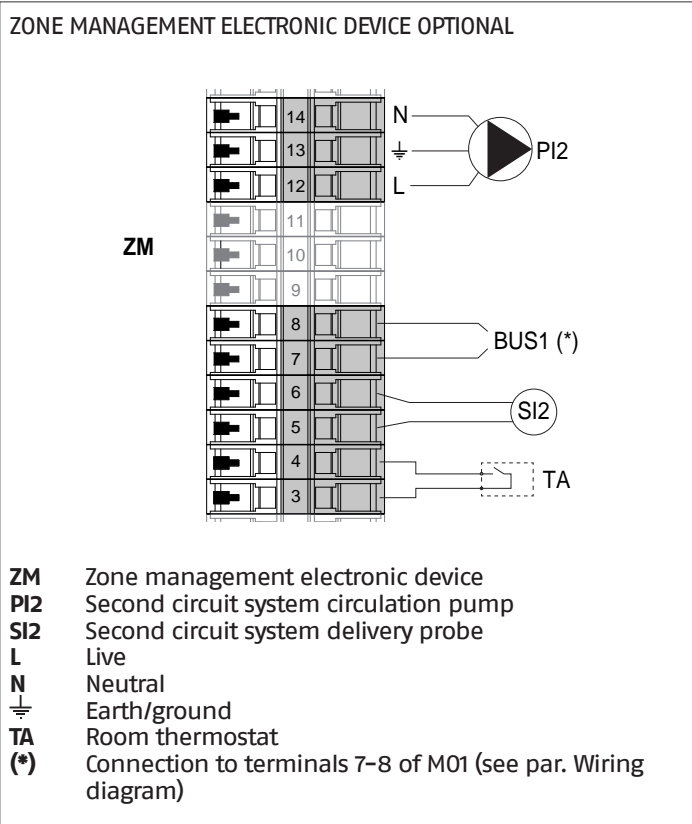 ZONE MANAGEMENT ELECTRONIC DEVICE OPTIONAL
14
N
13
PI2
12
L
11
ZM
10
9
8
BUS1 (*)
7
6
SI2
5
4
TA
3
ZM Zone management electronic device
PI2 Second circuit system circulation pump
SI2 Second circuit system delivery probe
L Live
N Neutral
⏚ Earth/ground
TA Room thermostat
(*) Connection to terminals 7-8 of M01 (see par. Wiring
diagram)